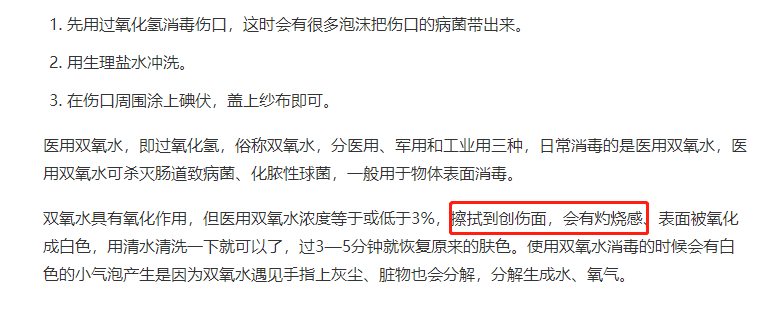 1. 先用过氧化氢消毒伤口，这时会有很多泡沫把伤口的病菌带出来。
2. 用生理盐水冲洗。
3. 在伤口周围涂上碘伏，盖上纱布即可。
医用双氧水，即过氧化氢，俗称双氧水，分医用、军用和工业用三种，日常消毒的是医用双氧水，医
用双氧水可杀灭肠道致病菌、化脓性球菌，一般用于物体表面消毒。
双氧水具有氧化作用，但医用双氧水浓度等于或低于3%，擦拭到创伤面，会有灼烧感、表面被氧化
成白色，用清水清洗一下就可以了，过3—5分钟就恢复原来的肤色。使用双氧水消毒的时候会有白
色的小气泡产生是因为双氧水遇见手指上灰尘、脏物也会分解，分解生成水、氧气。